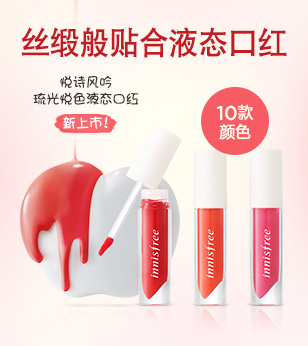 丝缎般贴合液态口红
悦诗风吟
琉光悦色液态口红
新上市!
10款
颜色
innisfree
innisfree
innisfree